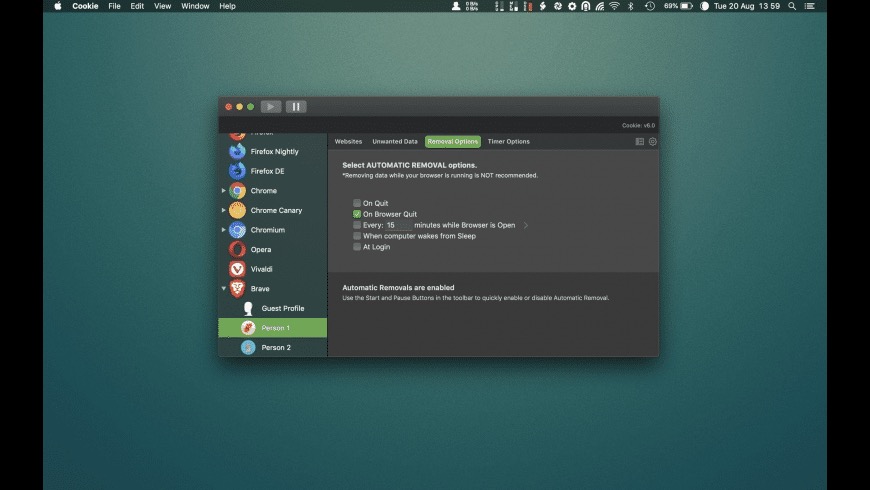 Cookie File Edit View Window Help
69% Tue 20 Aug 13 59
Cookie: v6.0
Firefox
Firefox Nightly
Firefox DE
Chrome
Chrome Canary
Chromium
Opera
Vivaldi
Brave
Guest Profile
Person 1
Person 2
Websites Unwanted Data Removal Options Timer Options
Select AUTOMATIC REMOVAL options.
*Removing data while your browser is running is NOT recommended.
On Quit
On Browser Quit
Every: 15 minutes while Browser is Open
When computer wakes from Sleep
At Login
Automatic Removals are enabled
Use the Start and Pause Buttons in the toolbar to quickly enable or disable Automatic Removal.